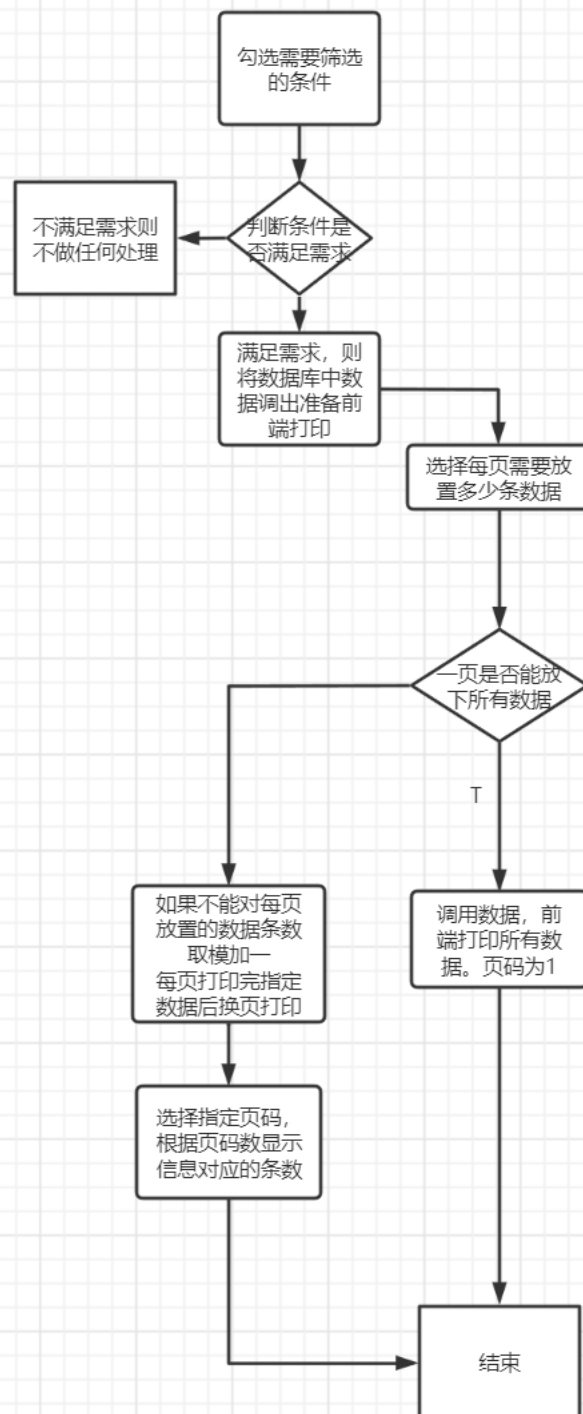 勾选需要筛选
的条件
不满足需求则
不做任何处理
判断条件是
否满足需求
满足需求，则
将数据库中数
据调出准备前
端打印
选择每页需要放
置多少条数据
一页是否能放
下所有数据
T
如果不能对每页
放置的数据条数
取模加一
每页打印完指定
数据后换页打印
调用数据，前
端打印所有数
据。页码为1
选择指定页码，
根据页码数显示
信息对应的条数
结束